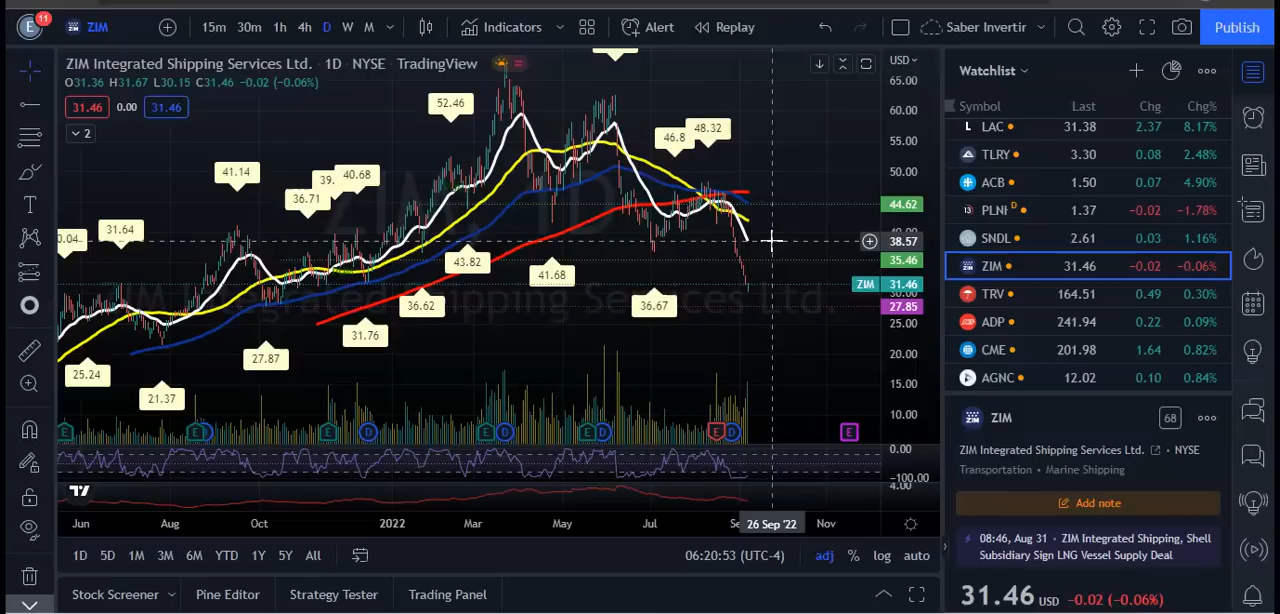 E 11 ZIM 15m 30m 1h 4h D W M Indicators Alert Replay Saber Invertir Publish
ZIM Integrated Shipping Services Ltd. · 1D · NYSE TradingView
O31.36 H31.67 L30.15 C31.46 -0.02 (-0.06%)
31.46 0.00 31.46
2
USD
65.00
60.00
55.00
50.00
44.62
38.57
35.46
ZIM 31.46
30.00
27.85
25.00
20.00
15.00
10.00
0.00
-100.00
4.00
52.46
46.8
48.32
41.14
39.
40.68
36.71
31.64
0.04
43.82
41.68
36.62
36.67
31.76
27.87
25.24
21.37
E E D E D E D E D E D E
Jun Aug Oct 2022 Mar May Jul Se 26 Sep '22 Nov
1D 5D 1M 3M 6M YTD 1Y 5Y All 06:20:53 (UTC-4) adj % log auto
Stock Screener Pine Editor Strategy Tester Trading Panel
Watchlist
Symbol Last Chg Chg%
LAC 31.38 2.37 8.17%
TLRY 3.30 0.08 2.48%
ACB 1.50 0.07 4.90%
PLNI D 1.37 -0.02 -1.78%
SNDL 2.61 0.03 1.16%
ZIM 31.46 -0.02 -0.06%
TRV 164.51 0.49 0.30%
ADP 241.94 0.22 0.09%
CME 201.98 1.64 0.82%
AGNC 12.02 0.10 0.84%
ZIM 68
ZIM Integrated Shipping Services Ltd. · NYSE
Transportation · Marine Shipping
Add note
08:46, Aug 31 · ZIM Integrated Shipping, Shell
Subsidiary Sign LNG Vessel Supply Deal
31.46 USD -0.02 (-0.06%)